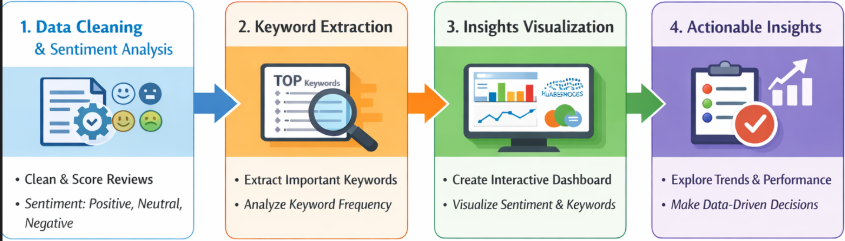 1. Data Cleaning
& Sentiment Analysis
• Clean & Score Reviews
• Sentiment: Positive, Neutral,
Negative
2. Keyword Extraction
TOP Keywords
• Extract Important Keywords
• Analyze Keyword Frequency
3. Insights Visualization
• Create Interactive Dashboard
• Visualize Sentiment & Keywords
4. Actionable Insights
• Explore Trends & Performance
• Make Data-Driven Decisions